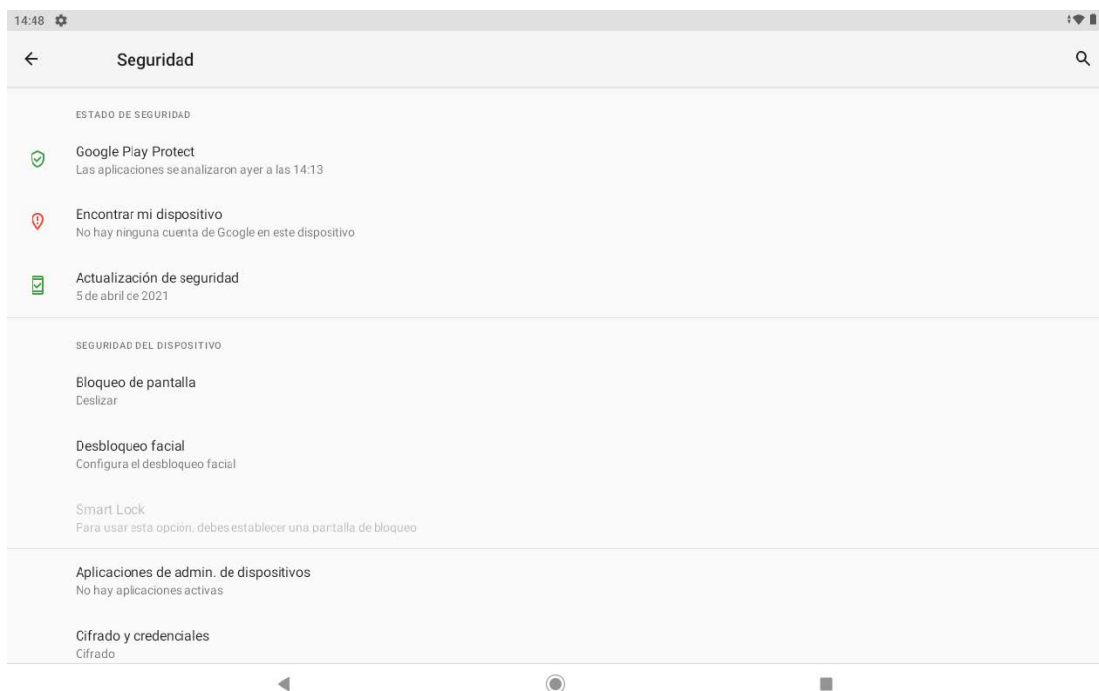 14:48
Seguridad
ESTADO DE SEGURIDAD
Google Play Protect
Las aplicaciones se analizaron ayer a las 14:13
Encontrar mi dispositivo
No hay ninguna cuenta de Google en este dispositivo
Actualización de seguridad
5 de abril de 2021
SEGURIDAD DEL DISPOSITIVO
Bloqueo de pantalla
Deslizar
Desbloqueo facial
Configura el desbloqueo facial
Smart Lock
Para usar esta opción, debes establecer una pantalla de bloqueo
Aplicaciones de admin. de dispositivos
No hay aplicaciones activas
Cifrado y credenciales
Cifrado